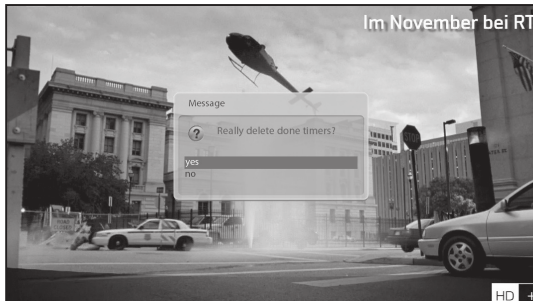 Im November bei RT
Message
Really delete done timers?
yes
no
HD +